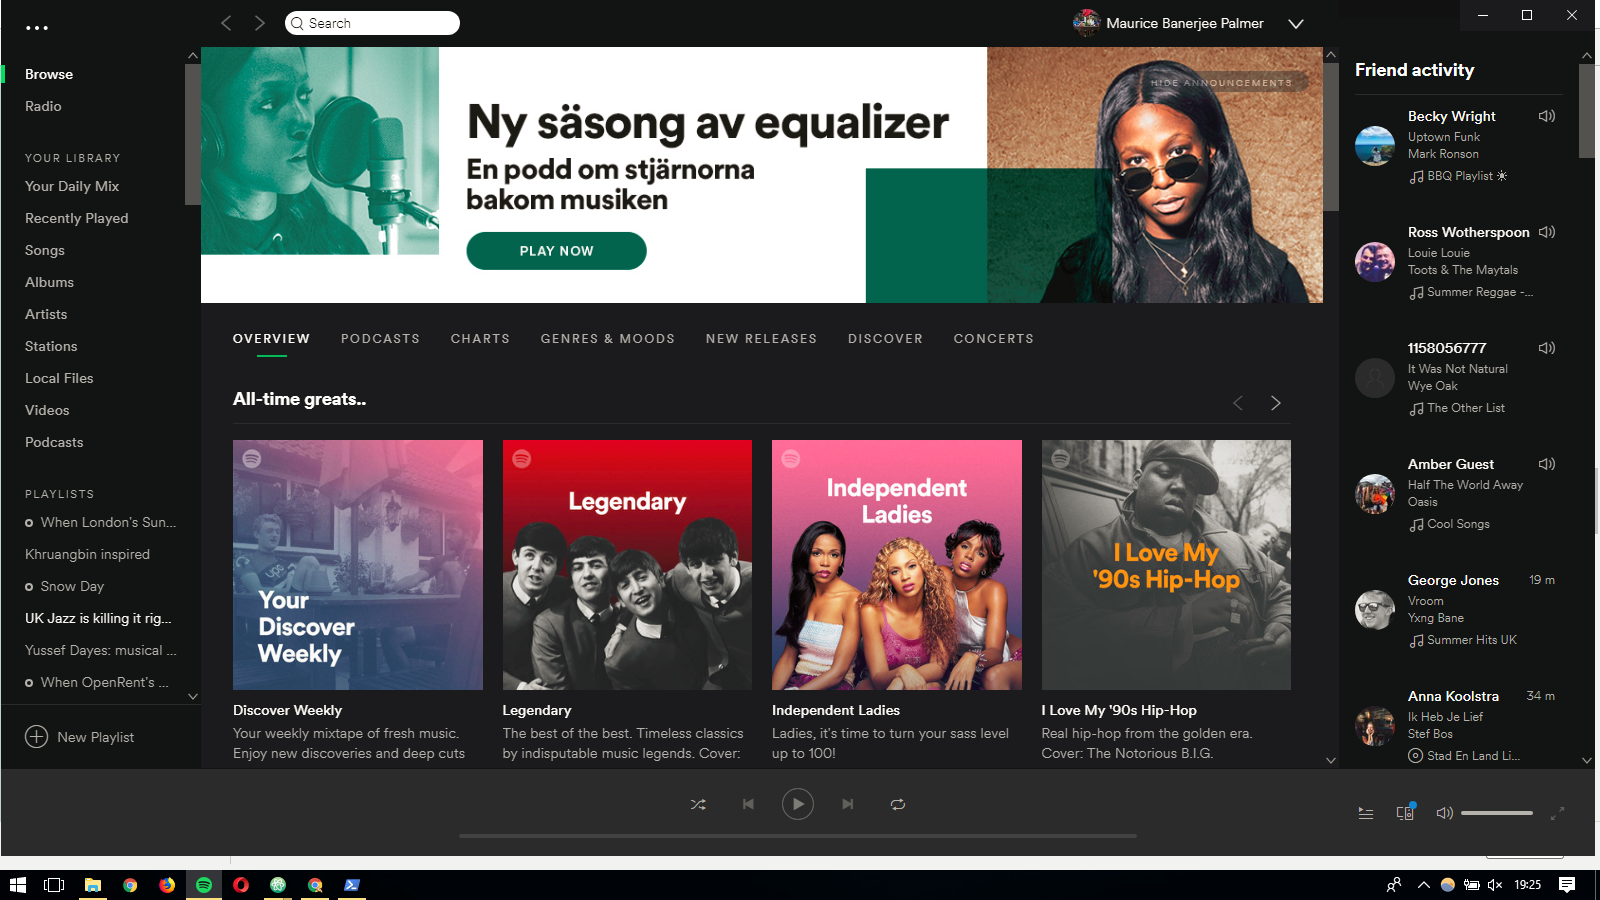 Search
Maurice Banerjee Palmer
Browse
Radio
YOUR LIBRARY
Your Daily Mix
Recently Played
Songs
Albums
Artists
Stations
Local Files
Videos
Podcasts
PLAYLISTS
When London's Sun...
Khruangbin inspired
Snow Day
UK Jazz is killing it rig...
Yussef Dayes: musical ...
When OpenRent's ...
New Playlist
HIDE ANNOUNCEMENTS
Ny säsong av equalizer
En podd om stjärnorna
bakom musiken
PLAY NOW
OVERVIEW PODCASTS CHARTS GENRES & MOODS NEW RELEASES DISCOVER CONCERTS
All-time greats..
Your
Discover
Weekly
Discover Weekly
Your weekly mixtape of fresh music.
Enjoy new discoveries and deep cuts
Legendary
Legendary
The best of the best. Timeless classics
by indisputable music legends. Cover:
Independent
Ladies
Independent Ladies
Ladies, it's time to turn your sass level
up to 100!
I Love My
'90s Hip-Hop
I Love My '90s Hip-Hop
Real hip-hop from the golden era.
Cover: The Notorious B.I.G.
Friend activity
Becky Wright
Uptown Funk
Mark Ronson
BBQ Playlist ☀
Ross Wotherspoon
Louie Louie
Toots & The Maytals
Summer Reggae -...
1158056777
It Was Not Natural
Wye Oak
The Other List
Amber Guest
Half The World Away
Oasis
Cool Songs
George Jones 19 m
Vroom
Yxng Bane
Summer Hits UK
Anna Koolstra 34 m
Ik Heb Je Lief
Stef Bos
Stad En Land Li...
19:25